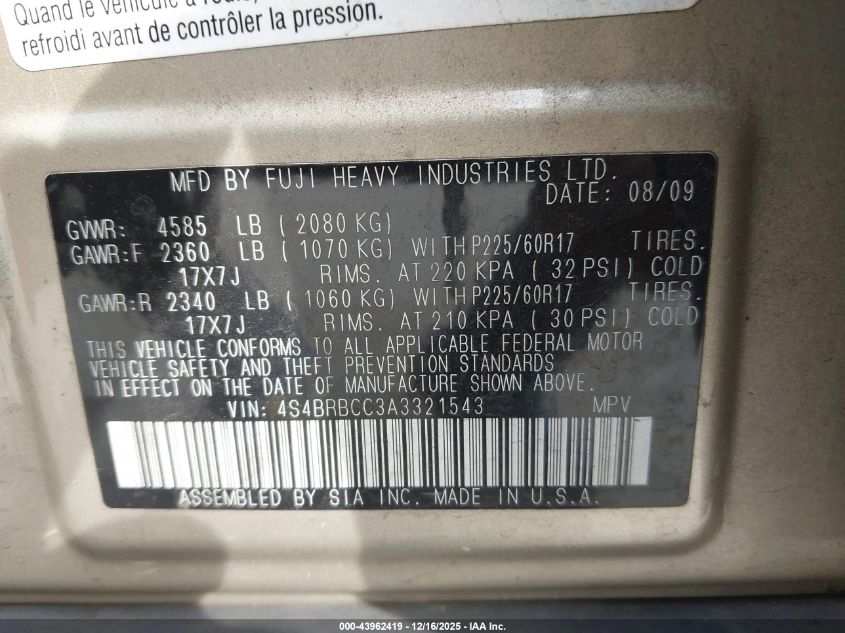 Quand le véhicule a roulé,
refroidi avant de contrôler la pression.
MFD BY FUJI HEAVY INDUSTRIES LTD.
DATE: 08/09
GVWR: 4585 LB ( 2080 KG)
GAWR:F 2360 LB ( 1070 KG) WITH P225/60R17 TIRES.
17X7J RIMS. AT 220 KPA ( 32 PSI) COLD
GAWR:R 2340 LB ( 1060 KG) WITH P225/60R17 TIRES.
17X7J RIMS. AT 210 KPA ( 30 PSI) COLD
THIS VEHICLE CONFORMS TO ALL APPLICABLE FEDERAL MOTOR
VEHICLE SAFETY AND THEFT PREVENTION STANDARDS
IN EFFECT ON THE DATE OF MANUFACTURE SHOWN ABOVE.
VIN: 4S4BRBCC3A3321543 MPV
ASSEMBLED BY SIA INC. MADE IN U.S.A.
000-43962419 - 12/16/2025 - IAA Inc.